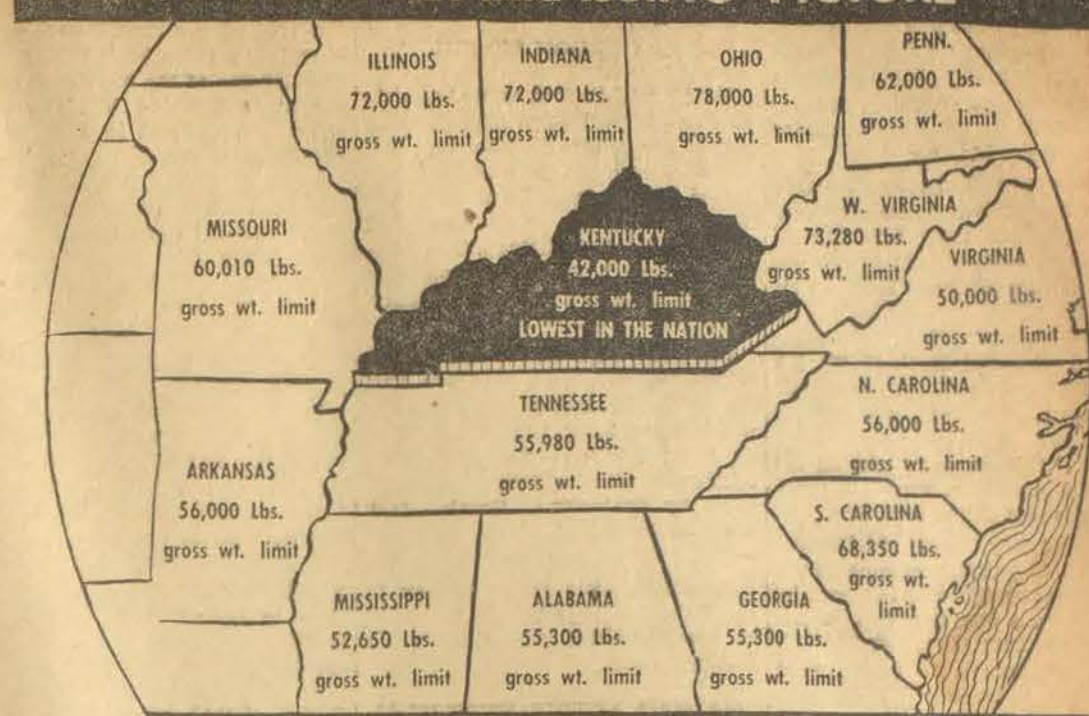 PICTURE
ILLINOIS
72,000 Lbs.
gross wt. limit
INDIANA
72,000 Lbs.
gross wt. limit
OHIO
78,000 Lbs.
gross wt. limit
PENN.
62,000 Lbs.
gross wt. limit
MISSOURI
60,010 Lbs.
gross wt. limit
KENTUCKY
42,000 Lbs.
gross wt. limit
LOWEST IN THE NATION
W. VIRGINIA
73,280 Lbs.
gross wt. limit
VIRGINIA
50,000 Lbs.
gross wt. limit
TENNESSEE
55,980 Lbs.
gross wt. limit
N. CAROLINA
56,000 Lbs.
gross wt. limit
ARKANSAS
56,000 Lbs.
gross wt. limit
S. CAROLINA
68,350 Lbs.
gross wt.
limit
MISSISSIPPI
52,650 Lbs.
gross wt. limit
ALABAMA
55,300 Lbs.
gross wt. limit
GEORGIA
55,300 Lbs.
gross wt. limit